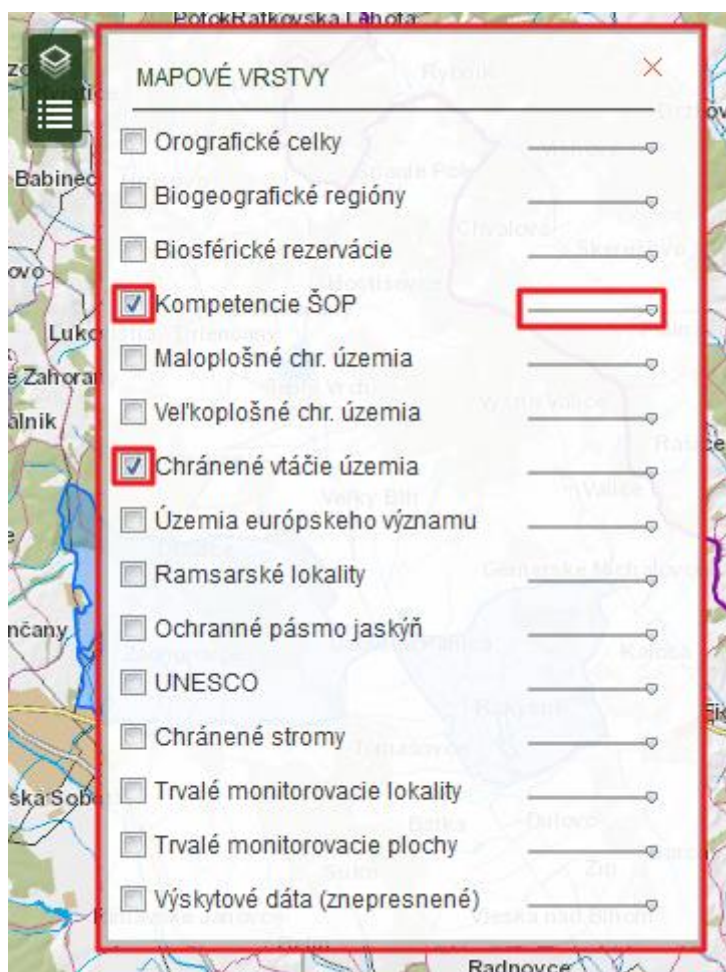 PotokRatkovska Lehota
MAPOVÉ VRSTVY
Orografické celky
Babinec
Biogeografické regióny
Biosférické rezervácie
Kompetencie ŠOP
Maloplošné chr. územia
Veľkoplošné chr. územia
Chránené vtáčie územia
Územia európskeho významu
Ramsarské lokality
Ochranné pásmo jaskýň
UNESCO
Chránené stromy
Trvalé monitorovacie lokality
Trvalé monitorovacie plochy
Výskytové dáta (znepresnené)
Radnovce